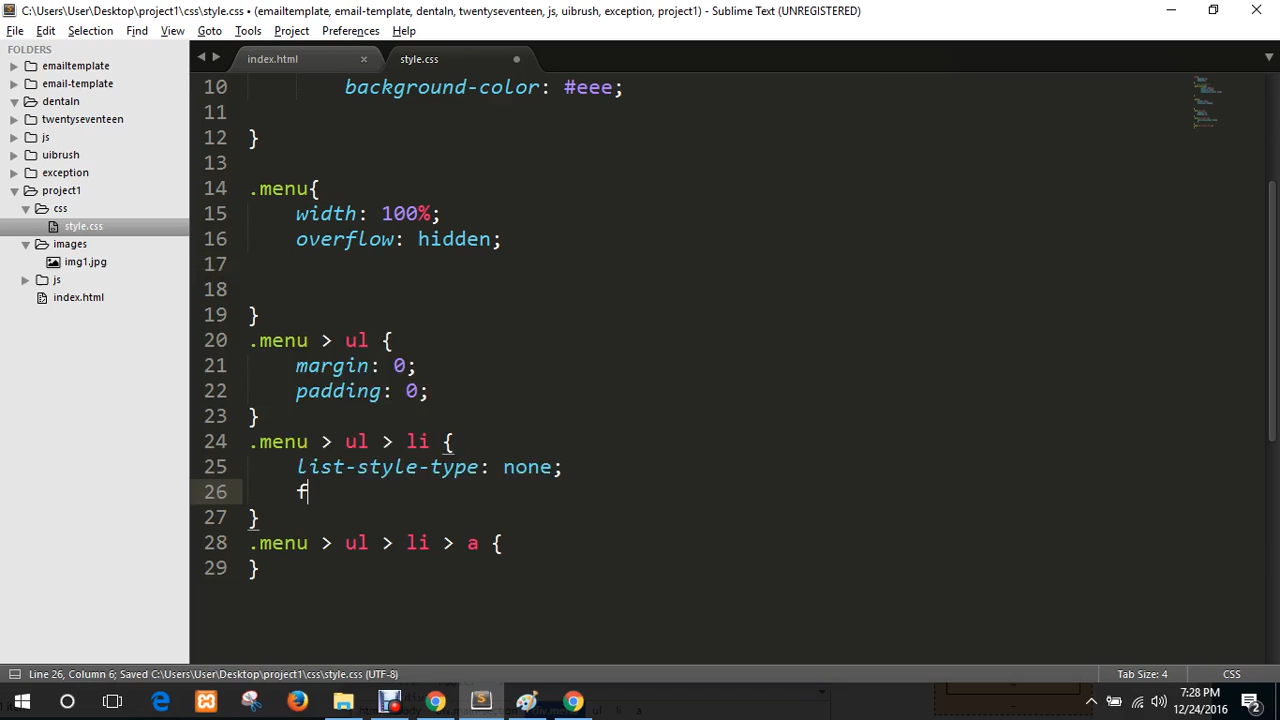 C:\Users\User\Desktop\project1\css\style.css • (emailtemplate, email-template, dentaln, twentyseventeen, js, uibrush, exception, project1) - Sublime Text (UNREGISTERED)
File Edit Selection Find View Goto Tools Project Preferences Help
FOLDERS
emailtemplate
email-template
dentaln
twentyseventeen
js
uibrush
exception
project1
css
style.css
images
img1.jpg
js
index.html
index.html × style.css
10 background-color: #eee;
11
12 }
13
14 .menu{
15 width: 100%;
16 overflow: hidden;
17
18
19 }
20 .menu > ul {
21 margin: 0;
22 padding: 0;
23 }
24 .menu > ul > li {
25 list-style-type: none;
26 f
27 }
28 .menu > ul > li > a {
29 }
Line 26, Column 6; Saved C:\Users\User\Desktop\project1\css\style.css (UTF-8) Tab Size: 4 CSS
7:28 PM
12/24/2016
2